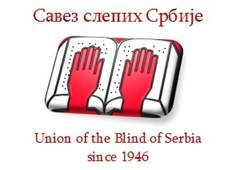 Савез слепих Србије
Union of the Blind of Serbia
since 1946